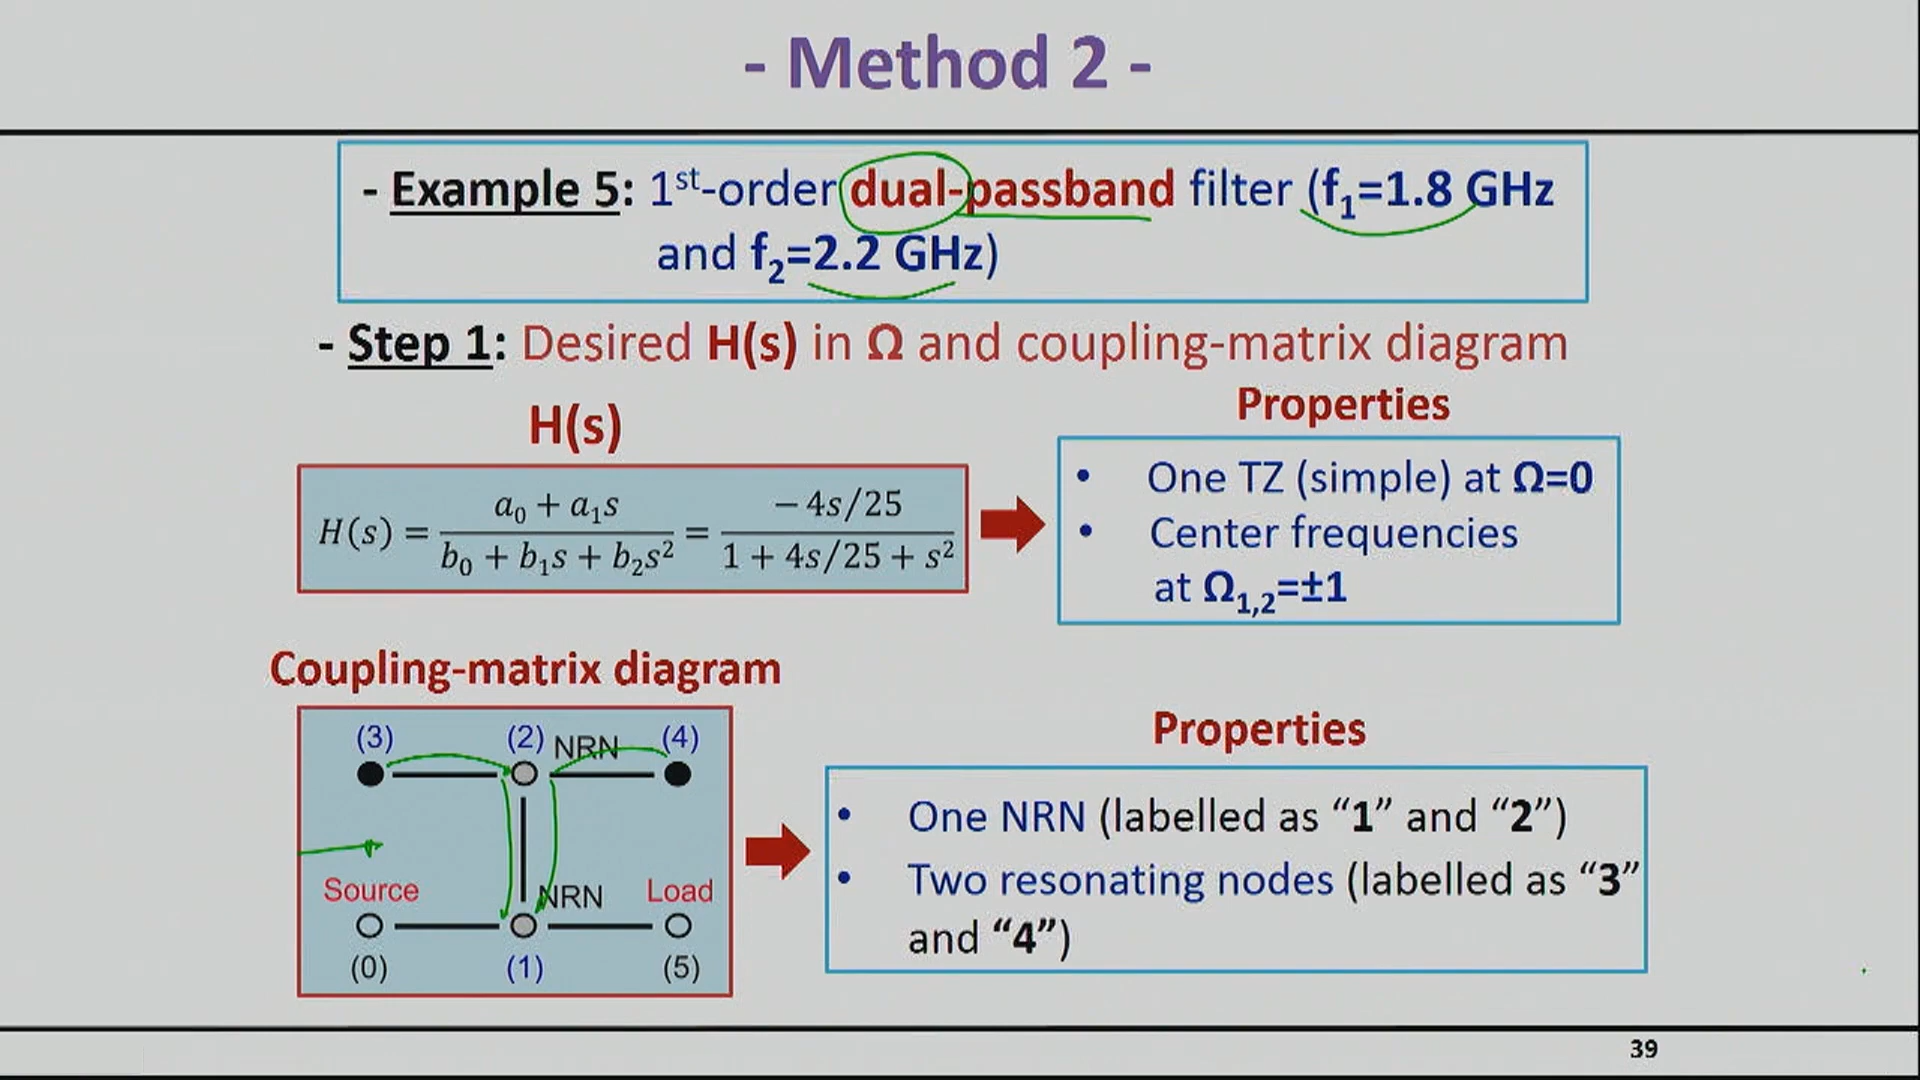 - Method 2 -
- Example 5: 1st-order dual-passband filter (f1=1.8 GHz
and f2=2.2 GHz)
- Step 1: Desired H(s) in Ω and coupling-matrix diagram
H(s)
H(s) = (a0 + a1s)/(b0 + b1s + b2s²) = (− 4s/25)/(1 + 4s/25 + s²)
Properties
• One TZ (simple) at Ω=0
• Center frequencies
at Ω1,2=±1
Coupling-matrix diagram
(3) (2) NRN (4)
Source NRN Load
(0) (1) (5)
Properties
• One NRN (labelled as “1” and “2”)
• Two resonating nodes (labelled as “3”
and “4”)
39